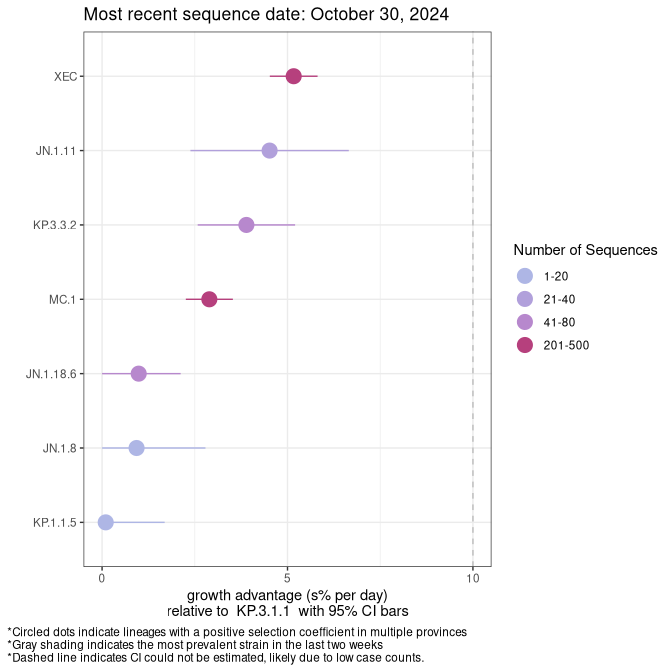 Most recent sequence date: October 30, 2024
XEC
JN.1.11
KP.3.3.2
MC.1
JN.1.18.6
JN.1.8
KP.1.1.5
0
5
10
growth advantage (s% per day)
relative to  KP.3.1.1  with 95% CI bars
Number of Sequences
1-20
21-40
41-80
201-500
*Circled dots indicate lineages with a positive selection coefficient in multiple provinces
*Gray shading indicates the most prevalent strain in the last two weeks
*Dashed line indicates CI could not be estimated, likely due to low case counts.